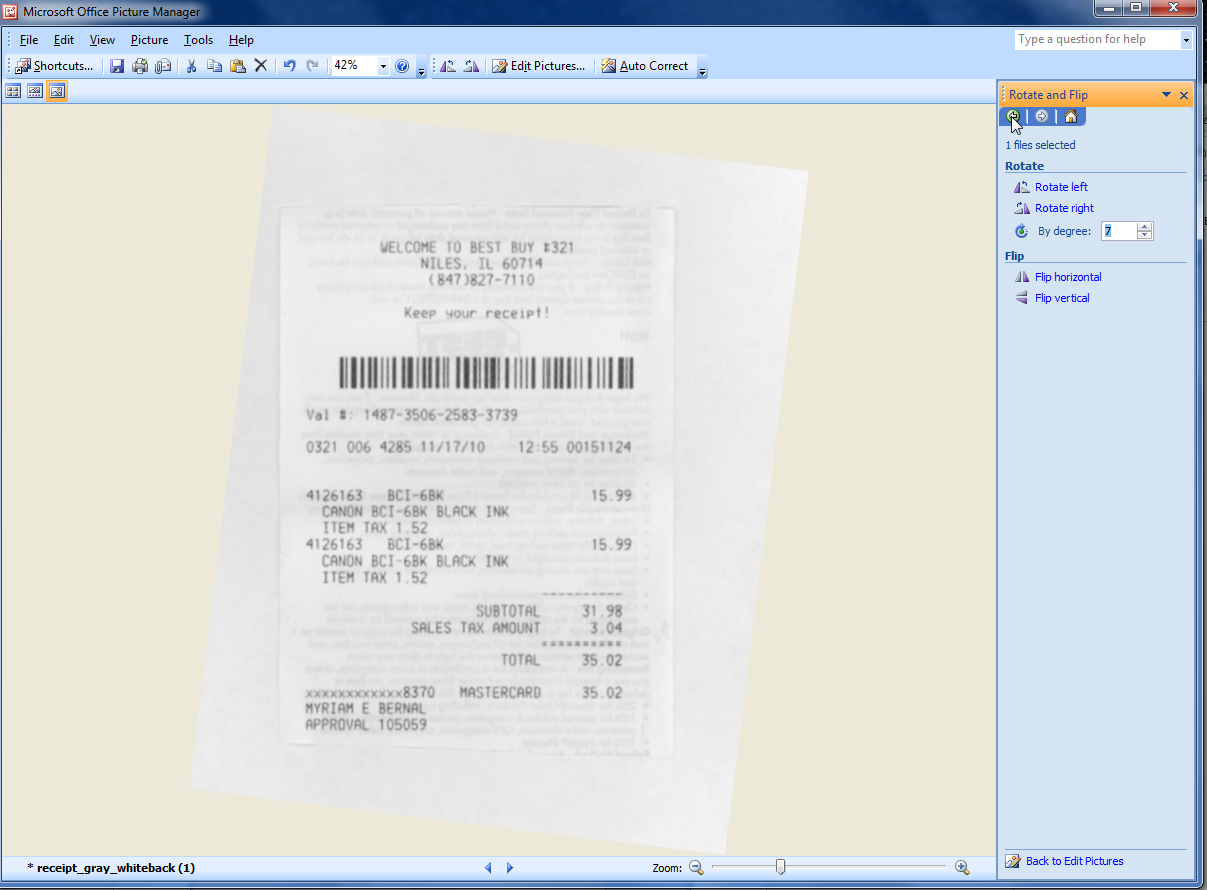 Microsoft Office Picture Manager
File Edit View Picture Tools Help
Type a question for help
Shortcuts...
42%
Edit Pictures...
Auto Correct
Rotate and Flip
1 files selected
Rotate
Rotate left
Rotate right
By degree: 7
Flip
Flip horizontal
Flip vertical
Back to Edit Pictures
WELCOME TO BEST BUY #321
NILES, IL 60714
(847)827-7110
Keep your receipt!
Val #: 1487-3506-2583-3739
0321 006 4285 11/17/10 12:55 00151124
4126163 BCI-6BK 15.99
CANON BCI-6BK BLACK INK
ITEM TAX 1.52
4126163 BCI-6BK 15.99
CANON BCI-6BK BLACK INK
ITEM TAX 1.52
----------
SUBTOTAL 31.98
SALES TAX AMOUNT 3.04
==========
TOTAL 35.02
xxxxxxxxxxxx8370 MASTERCARD 35.02
MYRIAM E BERNAL
APPROVAL 105059
* receipt_gray_whiteback (1)
Zoom: